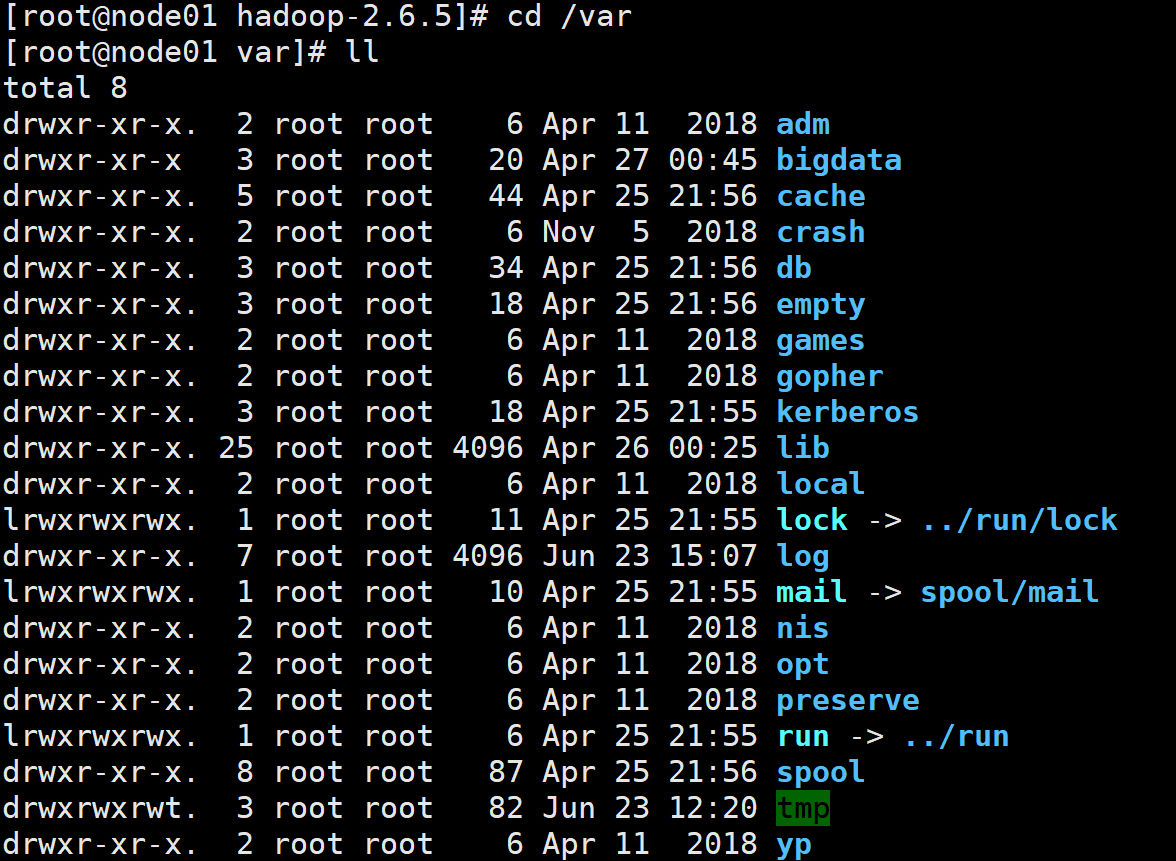 [root@node01 hadoop-2.6.5]# cd /var
[root@node01 var]# ll
total 8
drwxr-xr-x.  2 root root    6 Apr 11  2018 adm
drwxr-xr-x   3 root root   20 Apr 27 00:45 bigdata
drwxr-xr-x.  5 root root   44 Apr 25 21:56 cache
drwxr-xr-x.  2 root root    6 Nov  5  2018 crash
drwxr-xr-x.  3 root root   34 Apr 25 21:56 db
drwxr-xr-x.  3 root root   18 Apr 25 21:56 empty
drwxr-xr-x.  2 root root    6 Apr 11  2018 games
drwxr-xr-x.  2 root root    6 Apr 11  2018 gopher
drwxr-xr-x.  3 root root   18 Apr 25 21:55 kerberos
drwxr-xr-x. 25 root root 4096 Apr 26 00:25 lib
drwxr-xr-x.  2 root root    6 Apr 11  2018 local
lrwxrwxrwx.  1 root root   11 Apr 25 21:55 lock -> ../run/lock
drwxr-xr-x.  7 root root 4096 Jun 23 15:07 log
lrwxrwxrwx.  1 root root   10 Apr 25 21:55 mail -> spool/mail
drwxr-xr-x.  2 root root    6 Apr 11  2018 nis
drwxr-xr-x.  2 root root    6 Apr 11  2018 opt
drwxr-xr-x.  2 root root    6 Apr 11  2018 preserve
lrwxrwxrwx.  1 root root    6 Apr 25 21:55 run -> ../run
drwxr-xr-x.  8 root root   87 Apr 25 21:56 spool
drwxrwxrwt.  3 root root   82 Jun 23 12:20 tmp
drwxr-xr-x.  2 root root    6 Apr 11  2018 yp